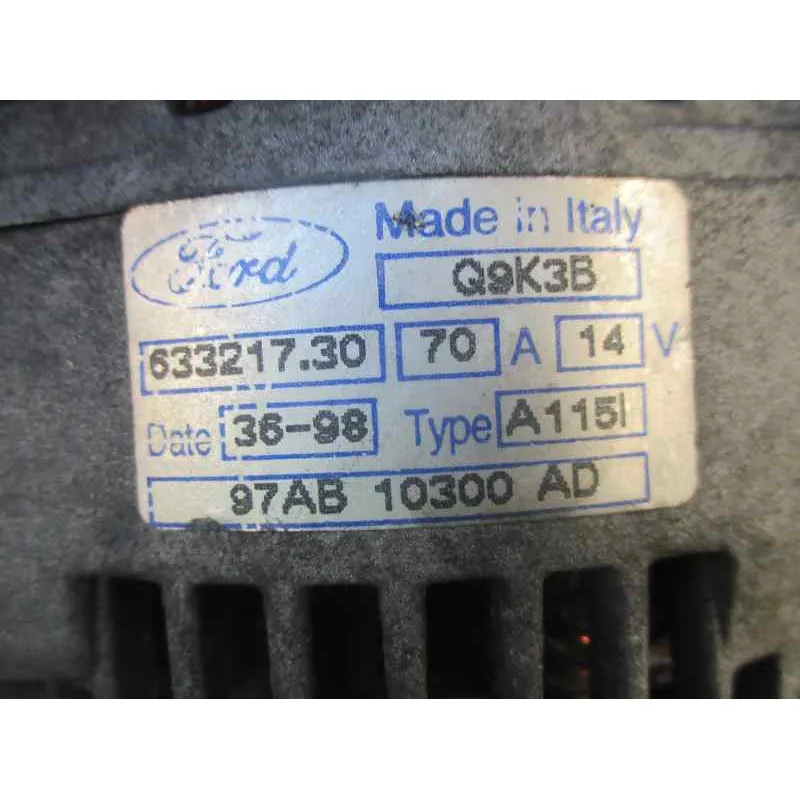 Ford
Made in Italy
Q9K3B
633217.30 70 A 14 V
Date 36-98 Type A115I
97AB 10300 AD